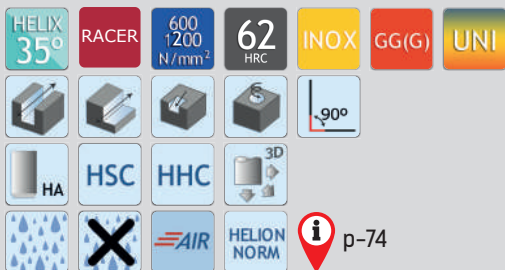 HELIX
35°
RACER
600
1200
N/mm²
62
HRC
INOX
GG(G)
UNI
90°
HA
HSC
HHC
3D
AIR
HELION
NORM
i
p-74